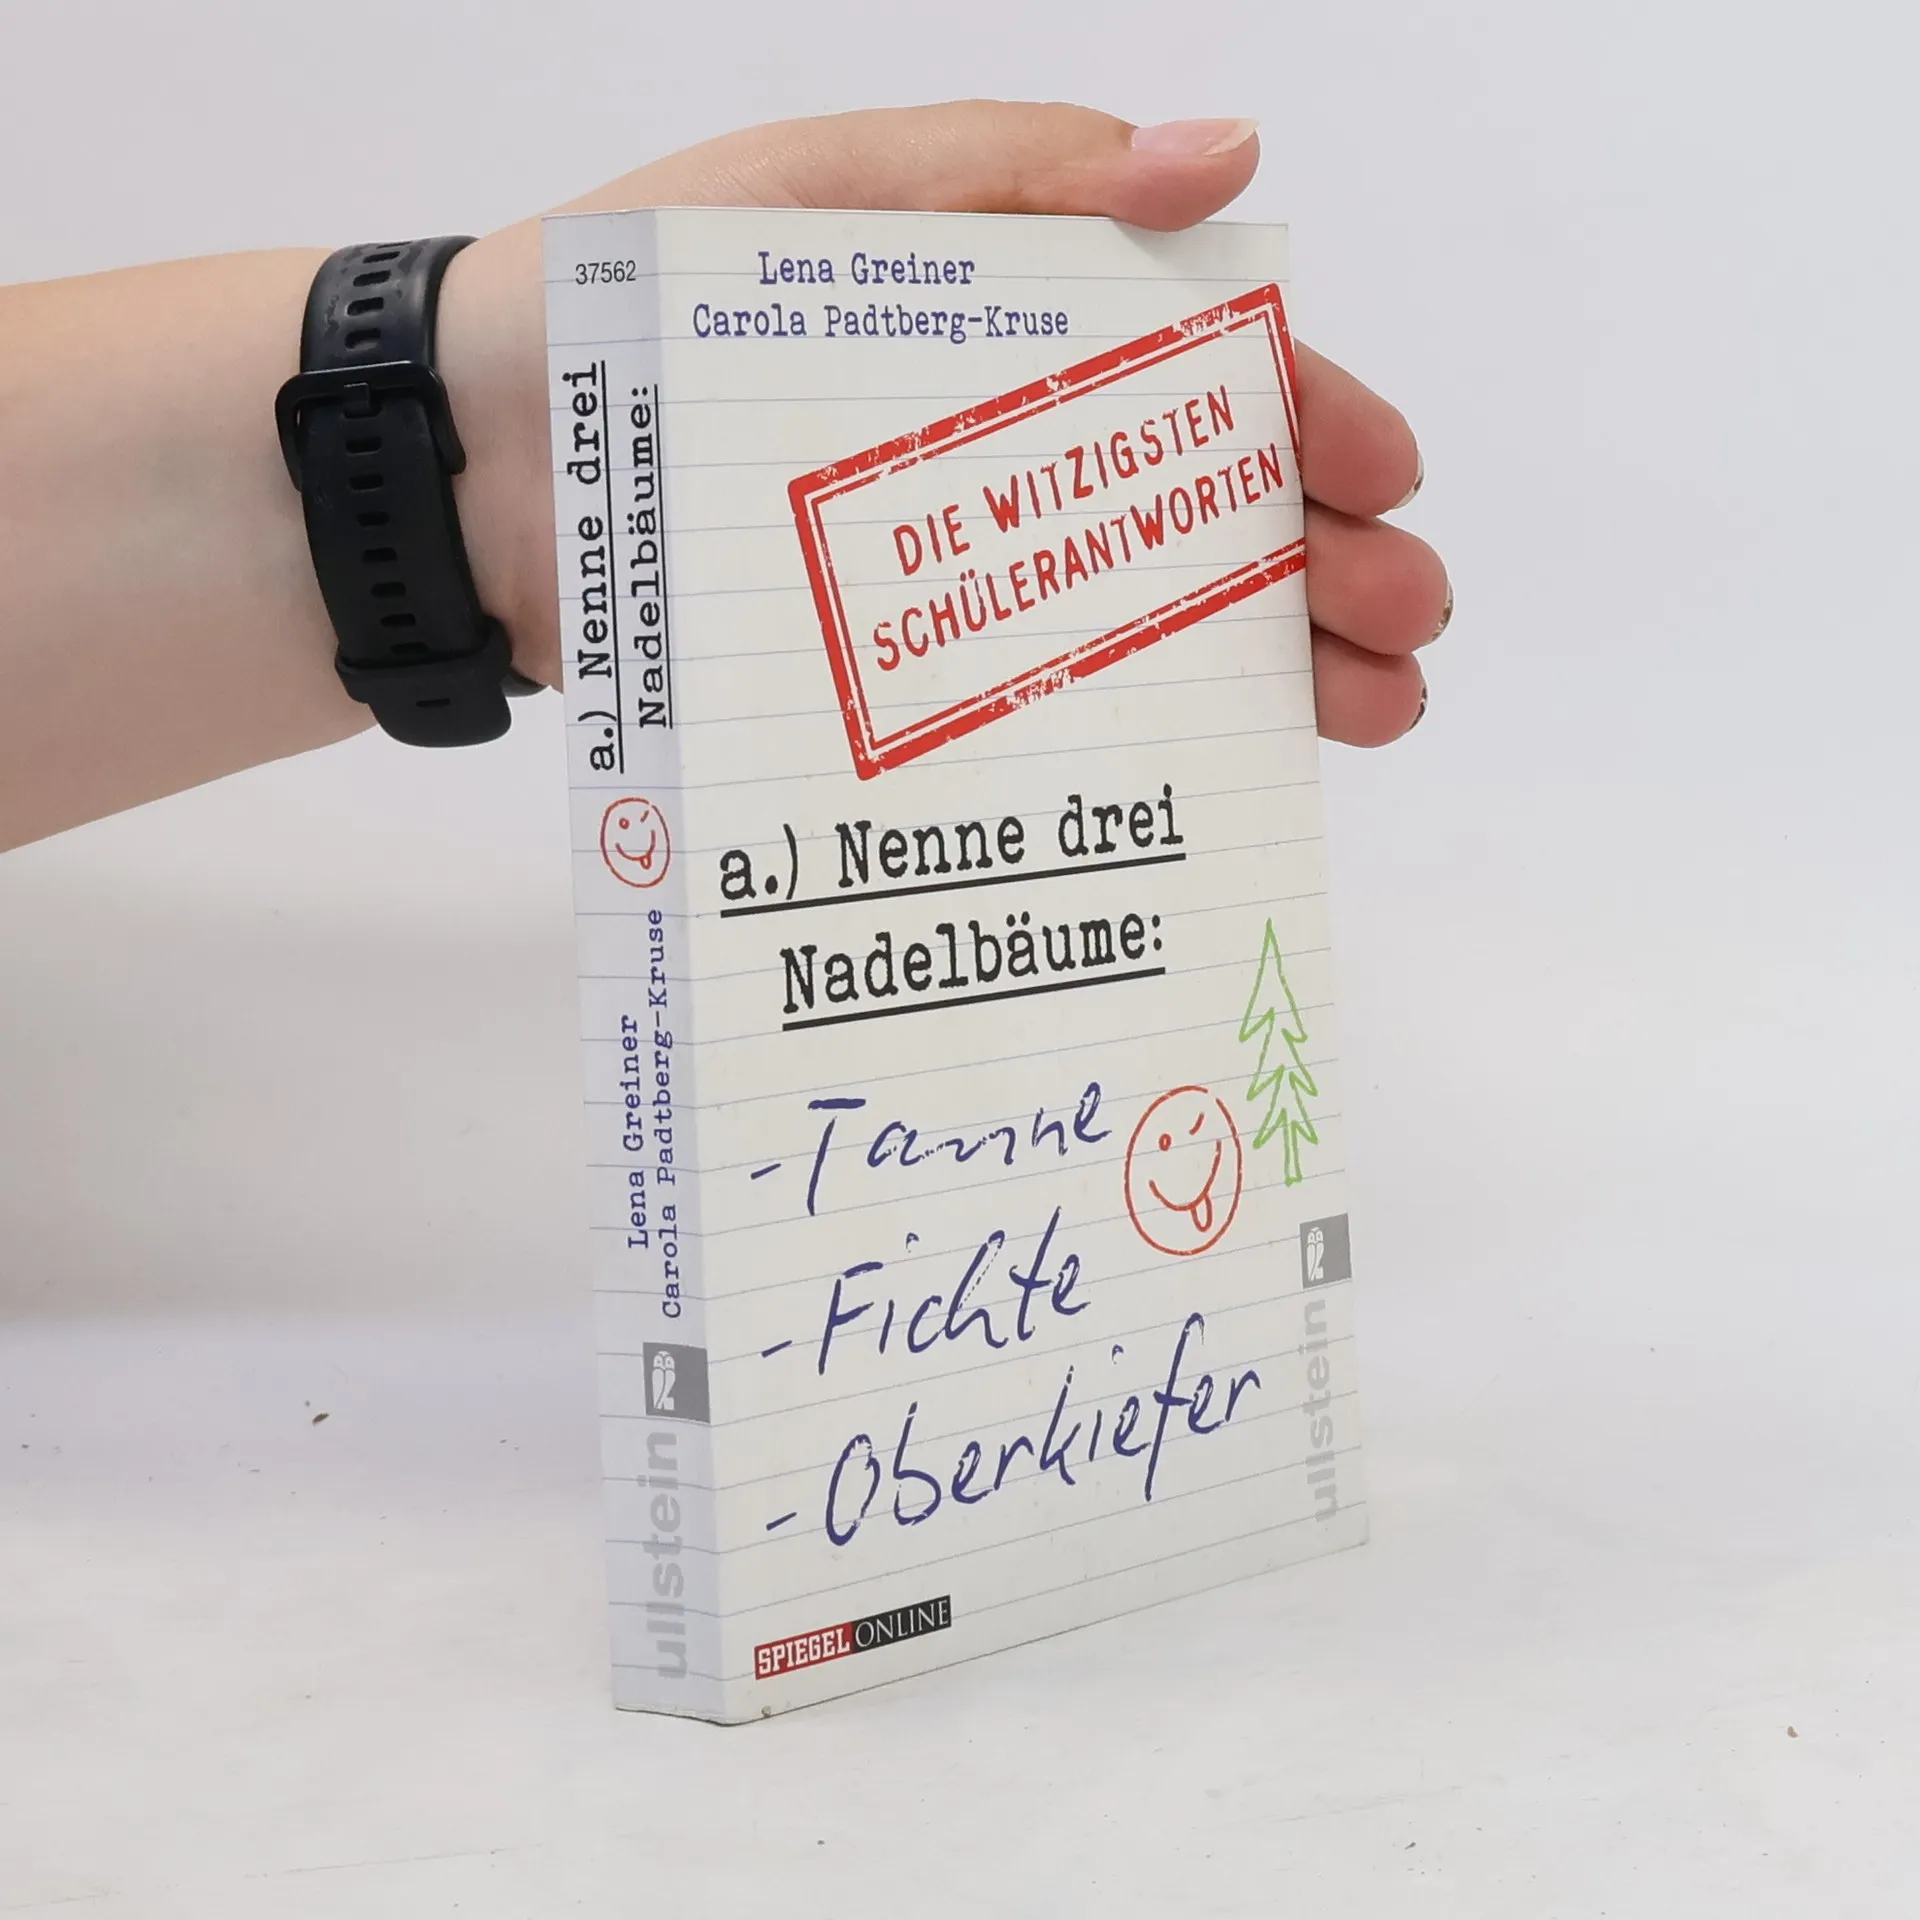 37562
a.) Nenne drei
Nadelbäume:
Lena Greiner
Carola Padtberg-Kruse
ullstein
Lena Greiner
Carola Padtberg-Kruse
DIE WITZIGSTEN
SCHÜLERANTWORTEN
a.) Nenne drei
Nadelbäume:
-Tanne
-Fichte
-Oberkiefer
ullstein
SPIEGEL ONLINE